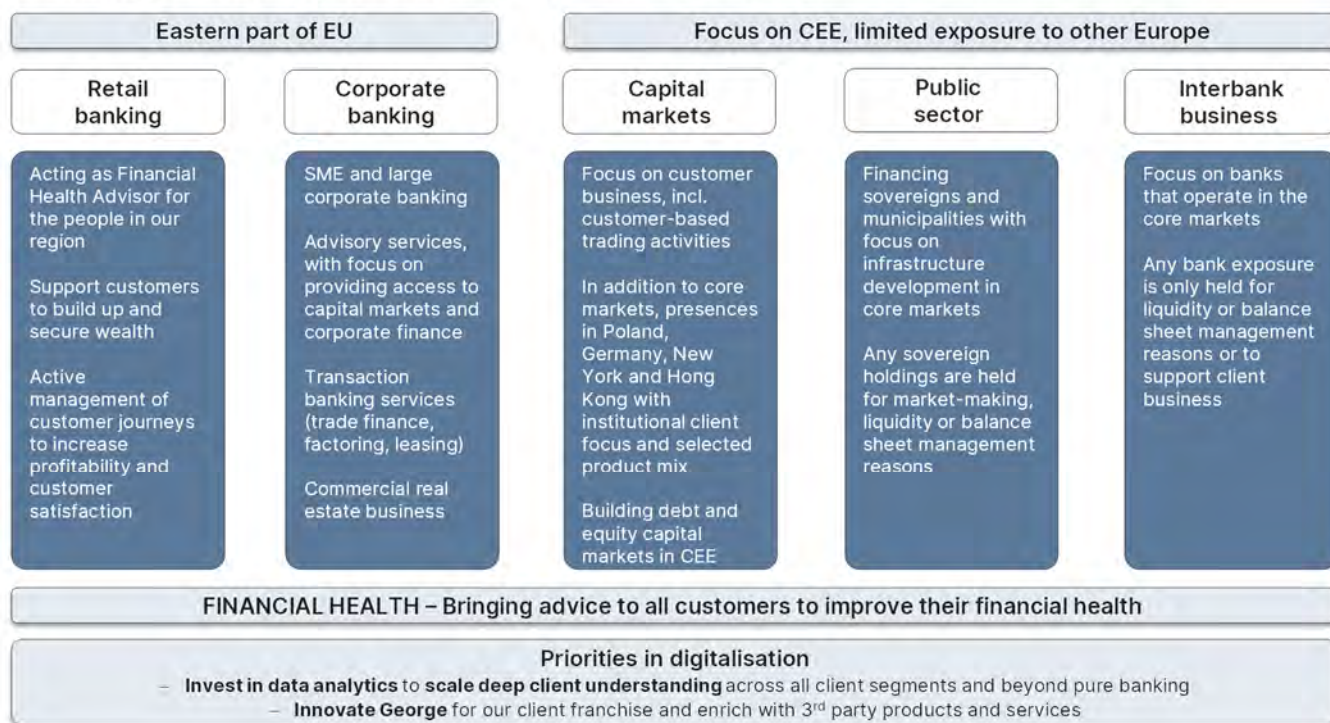 Eastern part of EU
Focus on CEE, limited exposure to other Europe
Retail
banking
Corporate
banking
Capital
markets
Public
sector
Interbank
business
Acting as Financial
Health Advisor for
the people in our
region
Support customers
to build up and
secure wealth
Active
management of
customer journeys
to increase
profitability and
customer
satisfaction
SME and large
corporate banking
Advisory services,
with focus on
providing access to
capital markets and
corporate finance
Transaction
banking services
(trade finance,
factoring, leasing)
Commercial real
estate business
Focus on customer
business, incl.
customer-based
trading activities
In addition to core
markets, presences
in Poland,
Germany, New
York and Hong
Kong with
institutional client
focus and selected
product mix
Building debt and
equity capital
markets in CEE
Financing
sovereigns and
municipalities with
focus on
infrastructure
development in
core markets
Any sovereign
holdings are held
for market-making,
liquidity or balance
sheet management
reasons
Focus on banks
that operate in the
core markets
Any bank exposure
is only held for
liquidity or balance
sheet management
reasons or to
support client
business
FINANCIAL HEALTH – Bringing advice to all customers to improve their financial health
Priorities in digitalisation
– Invest in data analytics to scale deep client understanding across all client segments and beyond pure banking
– Innovate George for our client franchise and enrich with 3rd party products and services